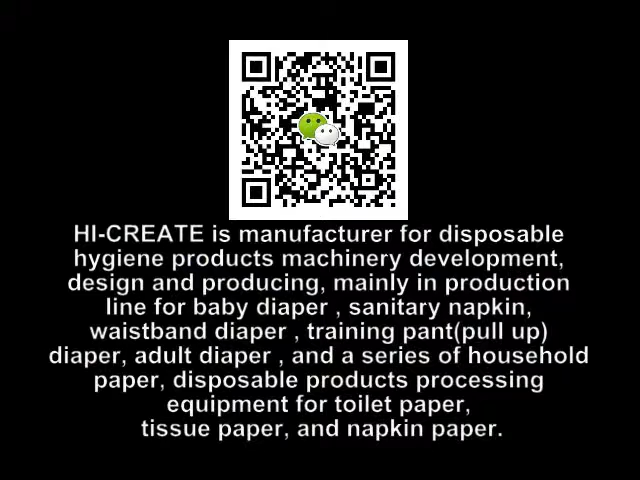 HI-CREATE is manufacturer for disposable
hygiene products machinery development,
design and producing, mainly in production
line for baby diaper , sanitary napkin,
waistband diaper , training pant(pull up)
diaper, adult diaper , and a series of household
paper, disposable products processing
equipment for toilet paper,
tissue paper, and napkin paper.